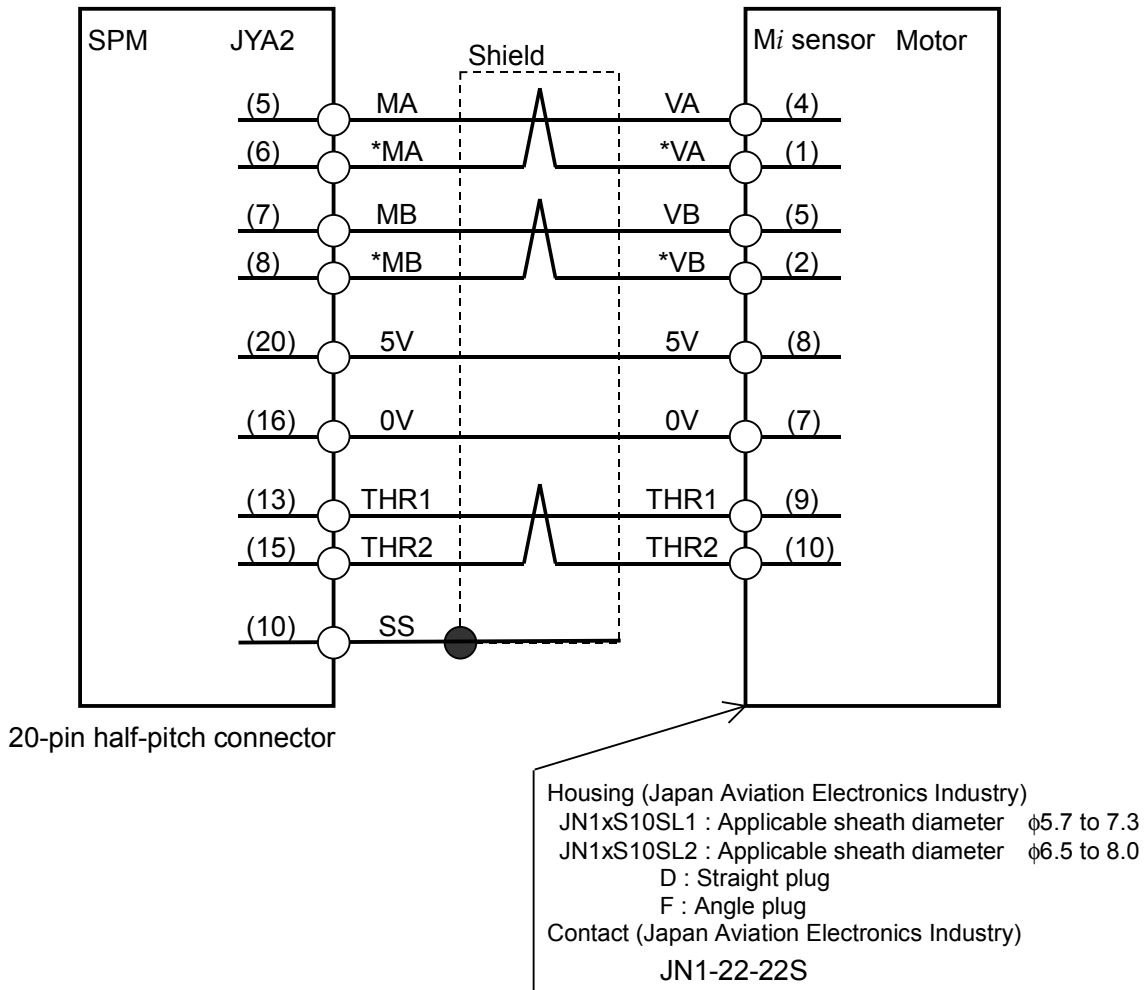 SPM JYA2 Mi sensor Motor
Shield
(5) MA VA (4)
(6) *MA *VA (1)
(7) MB VB (5)
(8) *MB *VB (2)
(20) 5V 5V (8)
(16) 0V 0V (7)
(13) THR1 THR1 (9)
(15) THR2 THR2 (10)
(10) SS
20-pin half-pitch connector
Housing (Japan Aviation Electronics Industry)
JN1xS10SL1 : Applicable sheath diameter φ5.7 to 7.3
JN1xS10SL2 : Applicable sheath diameter φ6.5 to 8.0
D : Straight plug
F : Angle plug
Contact (Japan Aviation Electronics Industry)
JN1-22-22S